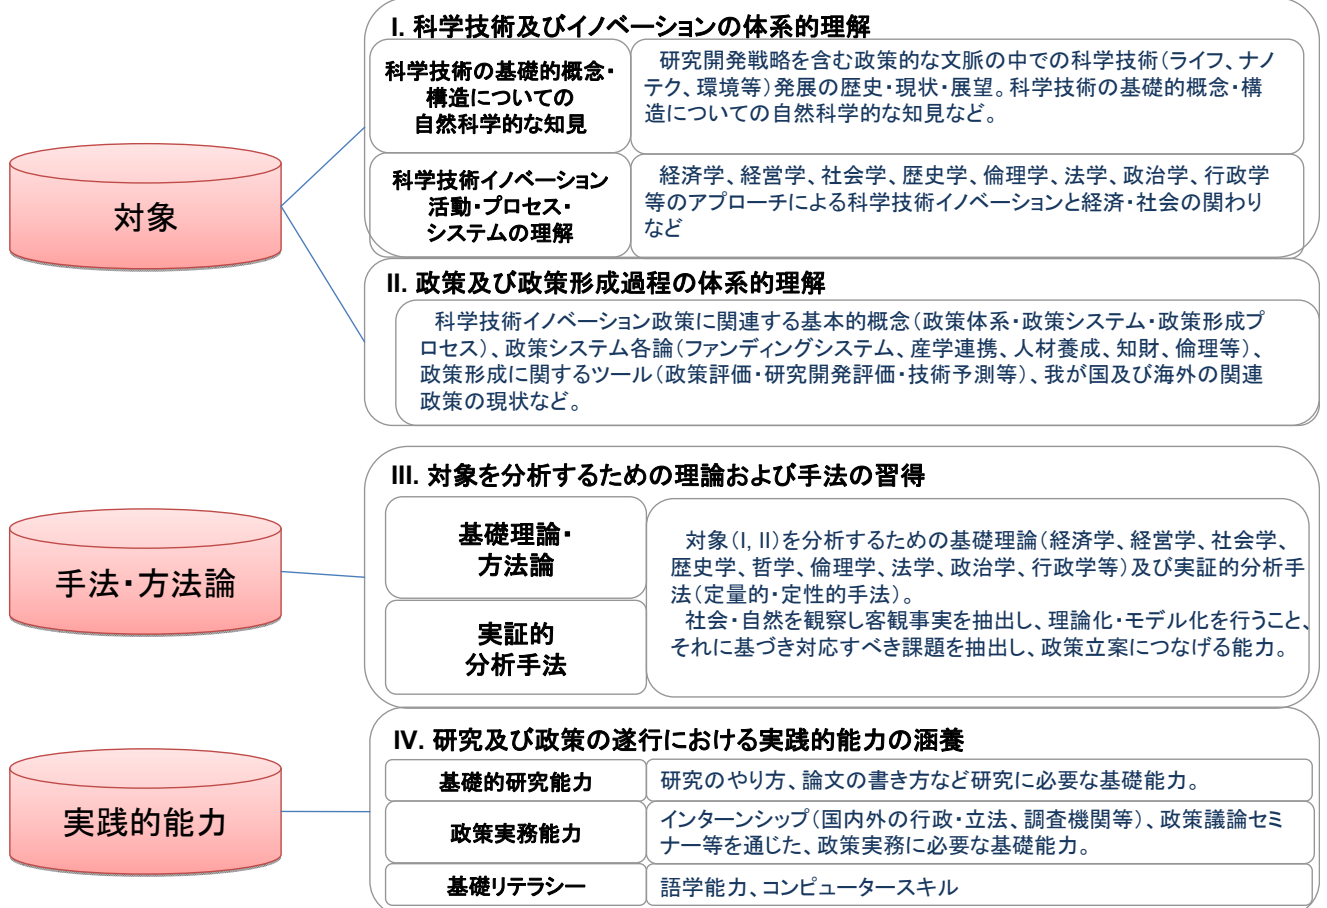 対象
I. 科学技術及びイノベーションの体系的理解
科学技術の基礎的概念・
構造についての
自然科学的な知見
研究開発戦略を含む政策的な文脈の中での科学技術（ライフ、ナノ
テク、環境等）発展の歴史・現状・展望。科学技術の基礎的概念・構
造についての自然科学的な知見など。
科学技術イノベーション
活動・プロセス・
システムの理解
経済学、経営学、社会学、歴史学、倫理学、法学、政治学、行政学
等のアプローチによる科学技術イノベーションと経済・社会の関わり
など
II. 政策及び政策形成過程の体系的理解
科学技術イノベーション政策に関連する基本的概念（政策体系・政策システム・政策形成プ
ロセス）、政策システム各論（ファンディングシステム、産学連携、人材養成、知財、倫理等）、
政策形成に関するツール（政策評価・研究開発評価・技術予測等）、我が国及び海外の関連
政策の現状など。
手法・方法論
III. 対象を分析するための理論および手法の習得
基礎理論・
方法論
実証的
分析手法
対象（I, II）を分析するための基礎理論（経済学、経営学、社会学、
歴史学、哲学、倫理学、法学、政治学、行政学等）及び実証的分析手
法（定量的・定性的手法）。
社会・自然を観察し客観事実を抽出し、理論化・モデル化を行うこと、
それに基づき対応すべき課題を抽出し、政策立案につなげる能力。
実践的能力
IV. 研究及び政策の遂行における実践的能力の涵養
基礎的研究能力
研究のやり方、論文の書き方など研究に必要な基礎能力。
政策実務能力
インターンシップ（国内外の行政・立法、調査機関等）、政策議論セミ
ナー等を通じた、政策実務に必要な基礎能力。
基礎リテラシー
語学能力、コンピュータースキル